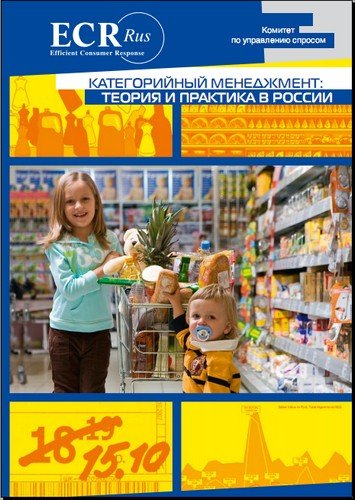 ECR Rus
Efficient Consumer Response
Комитет
по управлению спросом
КАТЕГОРИЙНЫЙ МЕНЕДЖМЕНТ:
ТЕОРИЯ И ПРАКТИКА В РОССИИ
18 19
15.10